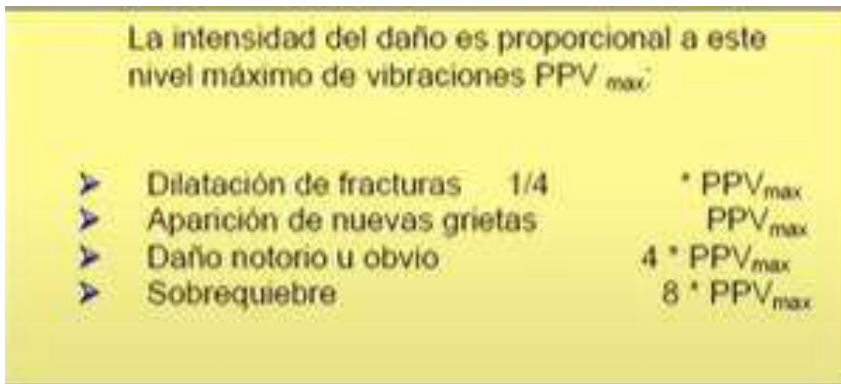 La intensidad del daño es proporcional a este
nivel máximo de vibraciones PPV max:
➤ Dilatación de fracturas 1/4 * PPVmax
➤ Aparición de nuevas grietas PPVmax
➤ Daño notorio u obvio 4 * PPVmax
➤ Sobrequiebre 8 * PPVmax